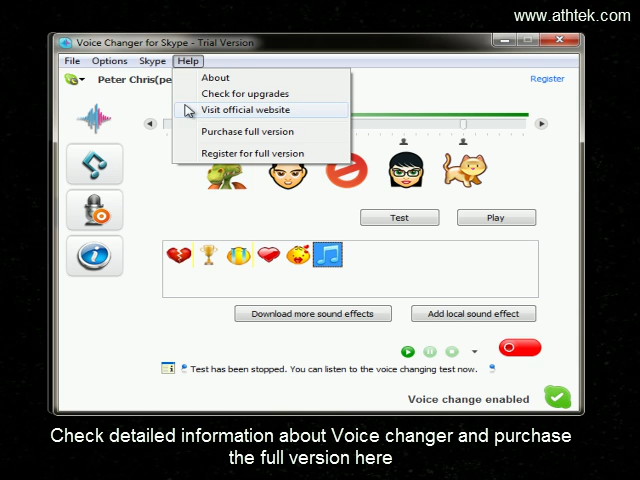 www.athtek.com
Voice Changer for Skype - Trial Version
File Options Skype Help
Peter Chris(pe
Register
About
Check for upgrades
Visit official website
Purchase full version
Register for full version
Test Play
Download more sound effects Add local sound effect
Test has been stopped. You can listen to the voice changing test now.
Voice change enabled
Check detailed information about Voice changer and purchase
the full version here